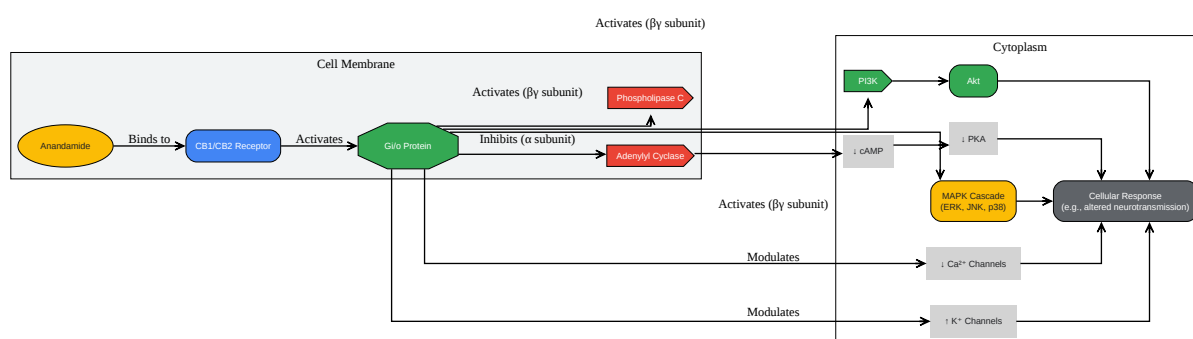 Activates (βγ subunit)
Cell Membrane
Cytoplasm
Activates (βγ subunit)
Phospholipase C
PI3K
Akt
Anandamide
Binds to
CB1/CB2 Receptor
Activates
Gi/o Protein
Inhibits (α subunit)
Adenylyl Cyclase
↓ cAMP
↓ PKA
Activates (βγ subunit)
MAPK Cascade
(ERK, JNK, p38)
Cellular Response
(e.g., altered neurotransmission)
Modulates
↓ Ca²⁺ Channels
Modulates
↑ K⁺ Channels